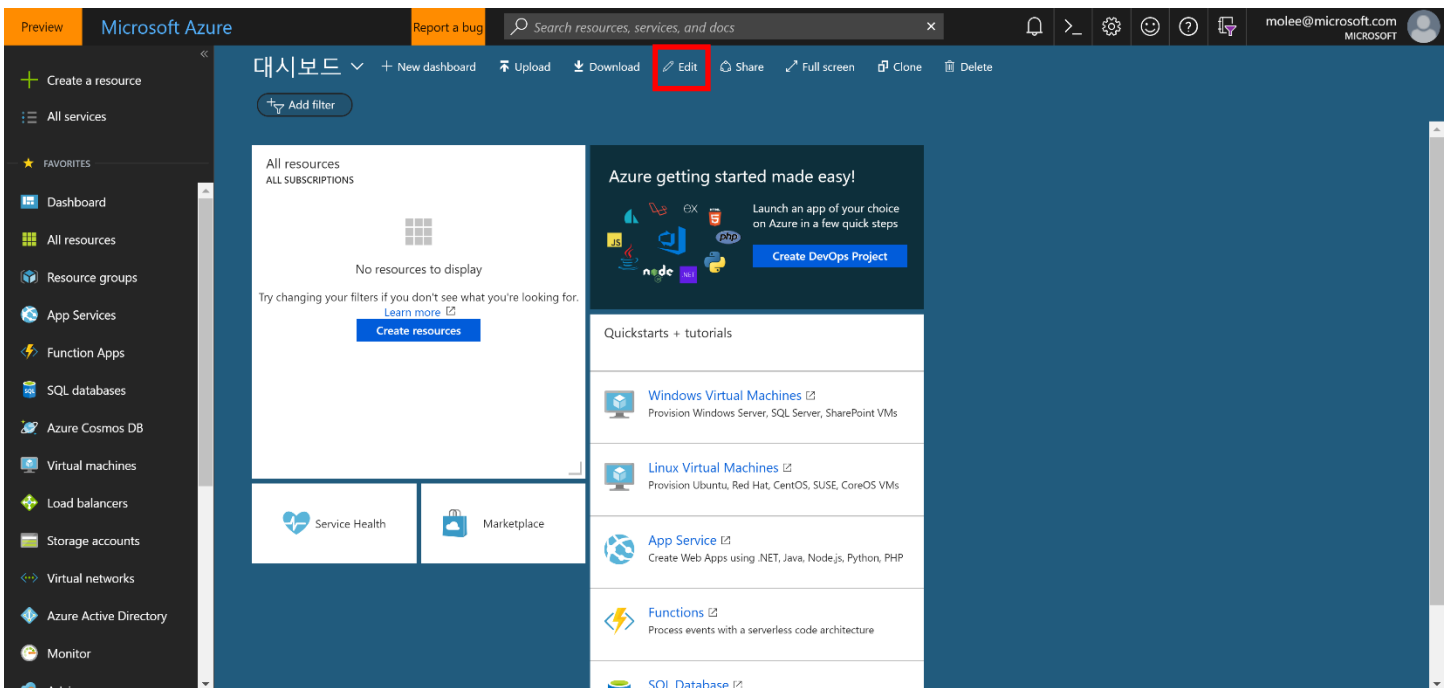 Preview
Microsoft Azure
Report a bug
Search resources, services, and docs
molee@microsoft.com
MICROSOFT
Create a resource
All services
FAVORITES
Dashboard
All resources
Resource groups
App Services
Function Apps
SQL databases
Azure Cosmos DB
Virtual machines
Load balancers
Storage accounts
Virtual networks
Azure Active Directory
Monitor
대시보드
+ New dashboard
Upload
Download
Edit
Share
Full screen
Clone
Delete
Add filter
All resources
ALL SUBSCRIPTIONS
No resources to display
Try changing your filters if you don't see what you're looking for.
Learn more
Create resources
Service Health
Marketplace
Azure getting started made easy!
Launch an app of your choice
on Azure in a few quick steps
Create DevOps Project
EX
JS
php
node
.NET
Quickstarts + tutorials
Windows Virtual Machines
Provision Windows Server, SQL Server, SharePoint VMs
Linux Virtual Machines
Provision Ubuntu, Red Hat, CentOS, SUSE, CoreOS VMs
App Service
Create Web Apps using .NET, Java, Node.js, Python, PHP
Functions
Process events with a serverless code architecture
SQL Database